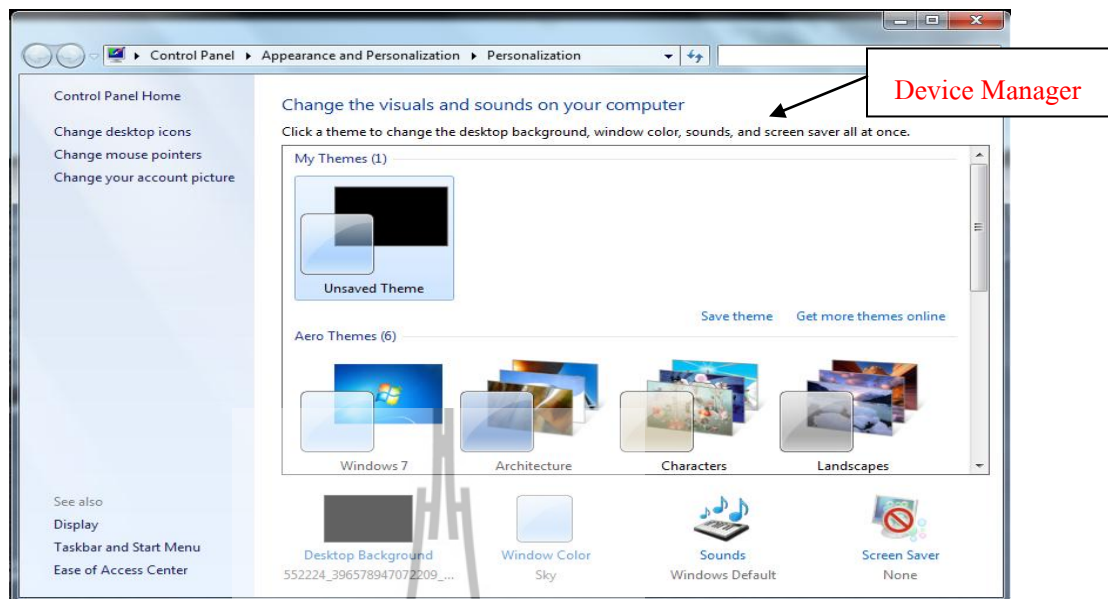 Control Panel Appearance and Personalization Personalization
Device Manager
Control Panel Home
Change desktop icons
Change mouse pointers
Change your account picture
Change the visuals and sounds on your computer
Click a theme to change the desktop background, window color, sounds, and screen saver all at once.
My Themes (1)
Unsaved Theme
Save theme Get more themes online
Aero Themes (6)
Windows 7 Architecture Characters Landscapes
See also
Display
Taskbar and Start Menu
Ease of Access Center
Desktop Background Window Color Sounds Screen Saver
552224_396578947072209_... Sky Windows Default None